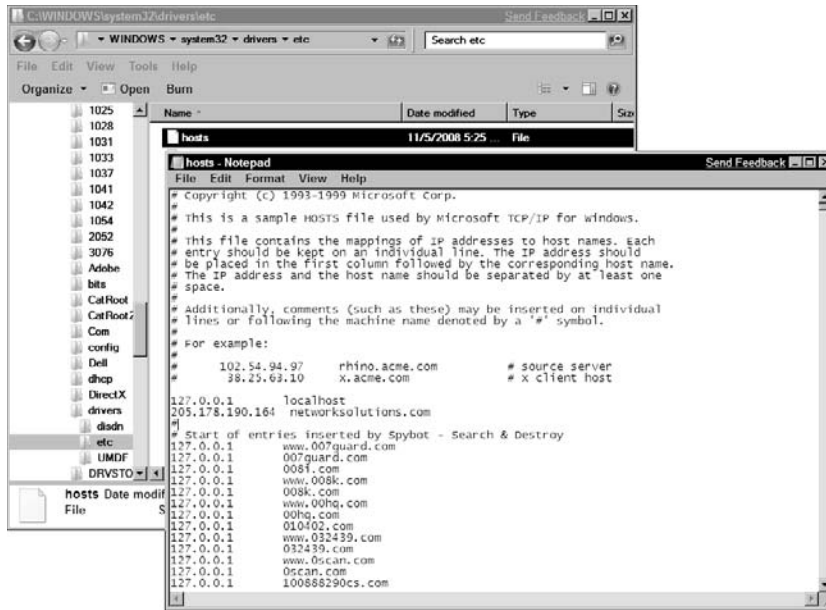 C:\WINDOWS\system32\drivers\etc
Send Feedback
WINDOWS system32 drivers etc
Search etc
File Edit View Tools Help
Organize Open Burn
1025
1028
1031
1033
1037
1041
1042
1054
2052
3076
Adobe
bits
CatRoot
CatRoot2
Com
config
Dell
dhcp
DirectX
drivers
disdn
etc
UMDF
DRVSTO
Name Date modified Type Size
hosts 11/5/2008 5:25 ... File
hosts Date modif
File S
hosts - Notepad
Send Feedback
File Edit Format View Help
# Copyright (c) 1993-1999 Microsoft Corp.
#
# This is a sample HOSTS file used by Microsoft TCP/IP for Windows.
#
# This file contains the mappings of IP addresses to host names. Each
# entry should be kept on an individual line. The IP address should
# be placed in the first column followed by the corresponding host name.
# The IP address and the host name should be separated by at least one
# space.
#
# Additionally, comments (such as these) may be inserted on individual
# lines or following the machine name denoted by a '#' symbol.
#
# For example:
#
# 102.54.94.97 rhino.acme.com # source server
# 38.25.63.10 x.acme.com # x client host
127.0.0.1 localhost
205.178.190.164 networksolutions.com
#
# Start of entries inserted by Spybot - Search & Destroy
127.0.0.1 www.007guard.com
127.0.0.1 007guard.com
127.0.0.1 008i.com
127.0.0.1 www.008k.com
127.0.0.1 008k.com
127.0.0.1 www.00hq.com
127.0.0.1 00hq.com
127.0.0.1 010402.com
127.0.0.1 www.032439.com
127.0.0.1 032439.com
127.0.0.1 www.0scan.com
127.0.0.1 0scan.com
127.0.0.1 100888290cs.com